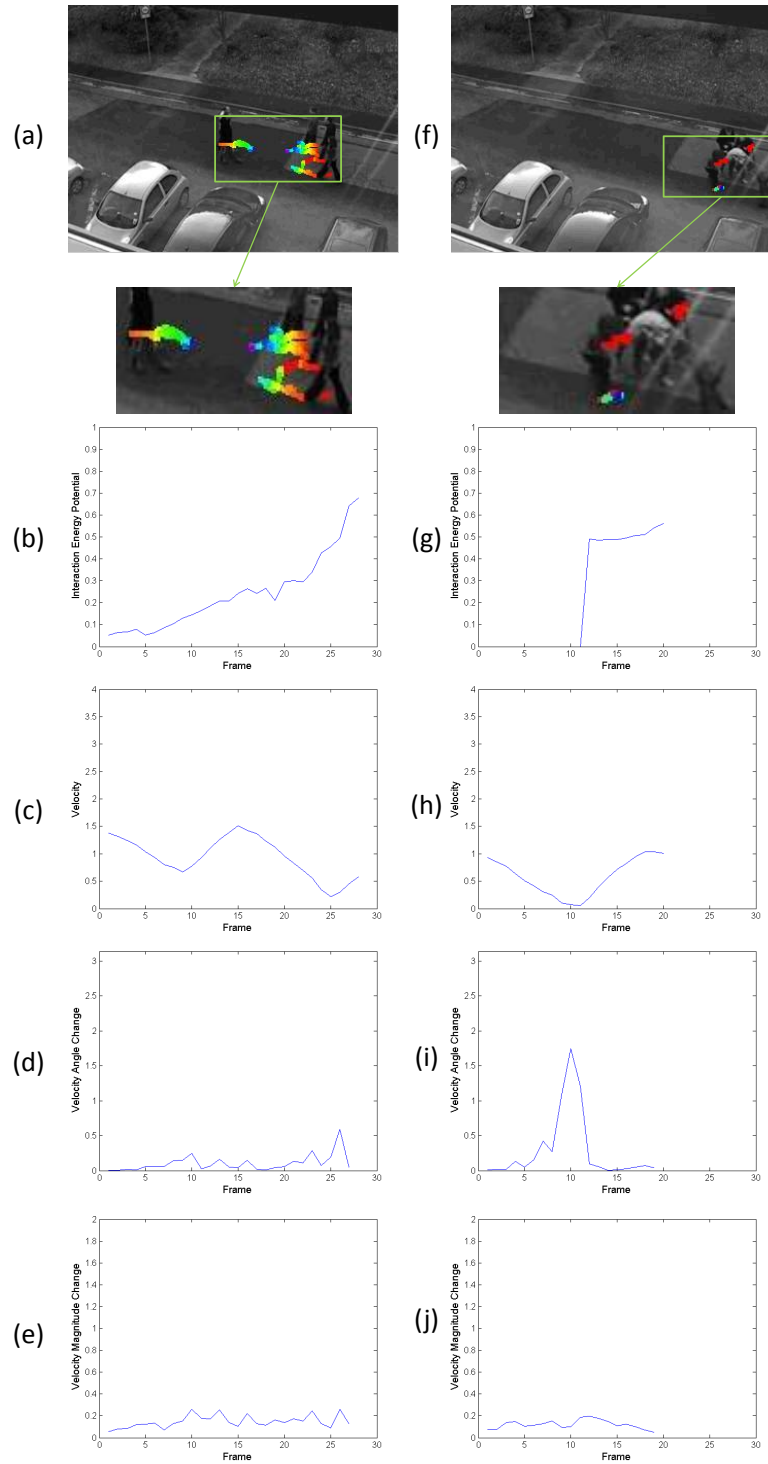 (a)
(f)
(b)
Interaction Energy Potential
1
0.9
0.8
0.7
0.6
0.5
0.4
0.3
0.2
0.1
0
0 5 10 15 20 25 30
Frame
(g)
Interaction Energy Potential
1
0.9
0.8
0.7
0.6
0.5
0.4
0.3
0.2
0.1
0
0 5 10 15 20 25 30
Frame
(c)
Velocity
4
3.5
3
2.5
2
1.5
1
0.5
0
0 5 10 15 20 25 30
Frame
(h)
Velocity
4
3.5
3
2.5
2
1.5
1
0.5
0
0 5 10 15 20 25 30
Frame
(d)
Velocity Angle Change
3
2.5
2
1.5
1
0.5
0
0 5 10 15 20 25 30
Frame
(i)
Velocity Angle Change
3
2.5
2
1.5
1
0.5
0
0 5 10 15 20 25 30
Frame
(e)
Velocity Magnitude Change
2
1.8
1.6
1.4
1.2
1
0.8
0.6
0.4
0.2
0
0 5 10 15 20 25 30
Frame
(j)
Velocity Magnitude Change
2
1.8
1.6
1.4
1.2
1
0.8
0.6
0.4
0.2
0
0 5 10 15 20 25 30
Frame